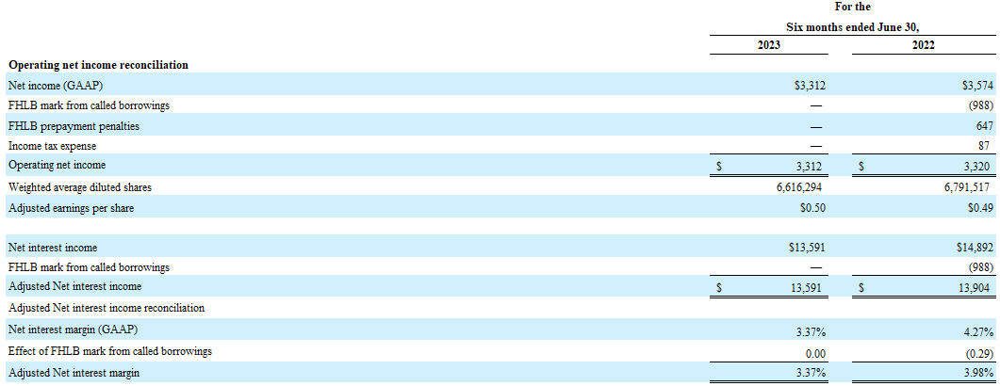 For the
Six months ended June 30,
2023 2022
Operating net income reconciliation
Net income (GAAP) $3,312 $3,574
FHLB mark from called borrowings — (988)
FHLB prepayment penalties — 647
Income tax expense — 87
Operating net income $ 3,312 $ 3,320
Weighted average diluted shares 6,616,294 6,791,517
Adjusted earnings per share $0.50 $0.49
Net interest income $13,591 $14,892
FHLB mark from called borrowings — (988)
Adjusted Net interest income $ 13,591 $ 13,904
Adjusted Net interest income reconciliation
Net interest margin (GAAP) 3.37% 4.27%
Effect of FHLB mark from called borrowings 0.00 (0.29)
Adjusted Net interest margin 3.37% 3.98%